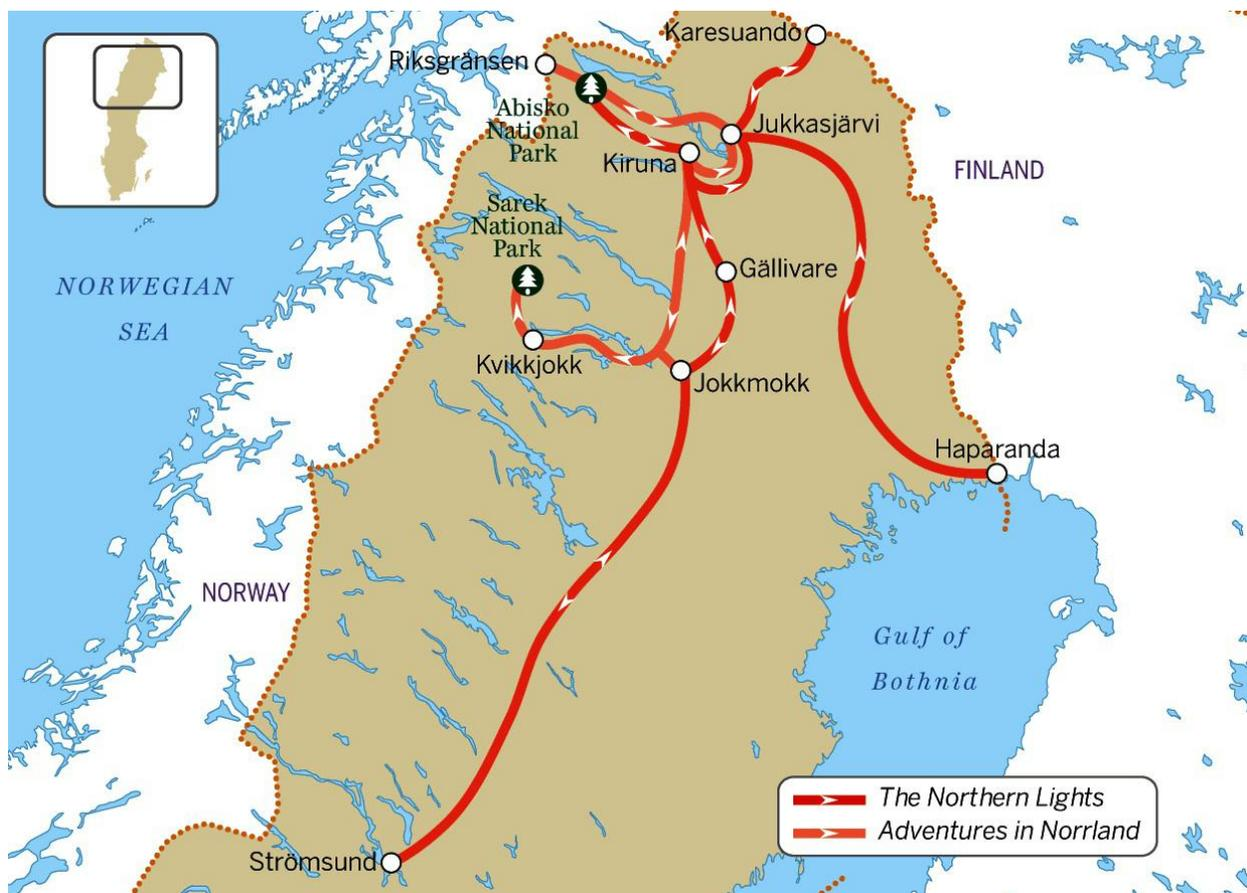 Karesuando
Riksgränsen
Abisko
National
Park
Jukkasjärvi
Kiruna
FINLAND
Sarek
National
Park
Gällivare
NORWEGIAN
SEA
Kvikkjokk
Jokkmokk
Haparanda
NORWAY
Gulf of
Bothnia
The Northern Lights
Adventures in Norrland
Strömsund